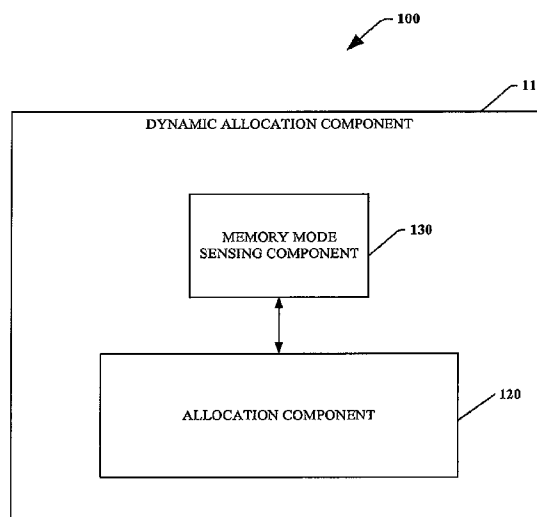 100
11
DYNAMIC ALLOCATION COMPONENT
MEMORY MODE
SENSING COMPONENT
130
ALLOCATION COMPONENT
120